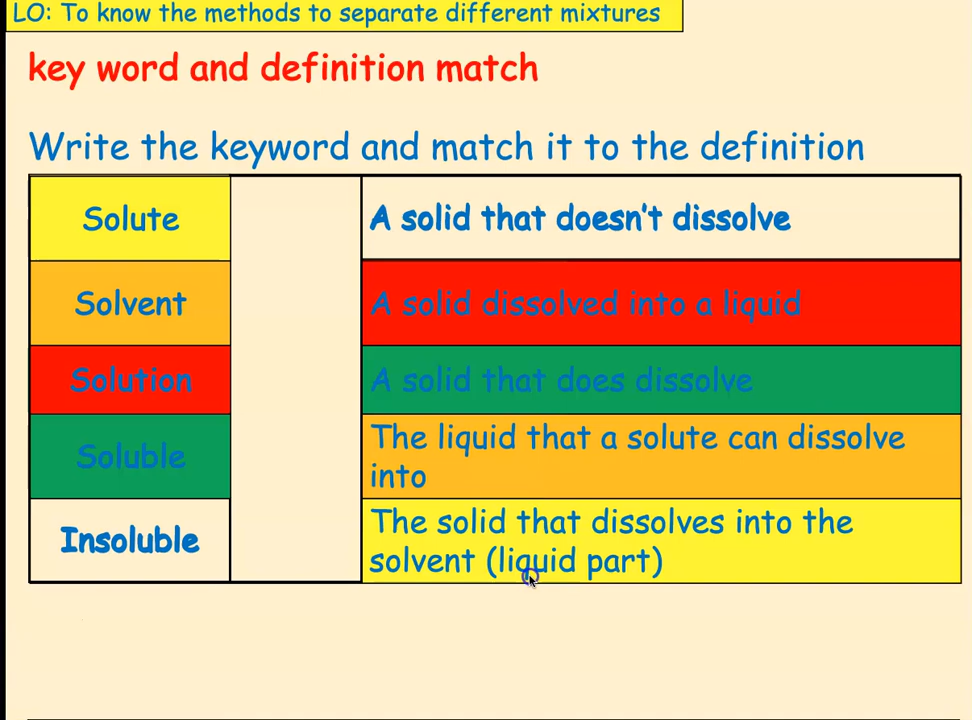 LO: To know the methods to separate different mixtures
key word and definition match
Write the keyword and match it to the definition
Solute
A solid that doesn't dissolve
Solvent
A solid dissolved into a liquid
Solution
A solid that does dissolve
Soluble
The liquid that a solute can dissolve
into
Insoluble
The solid that dissolves into the
solvent (liquid part)